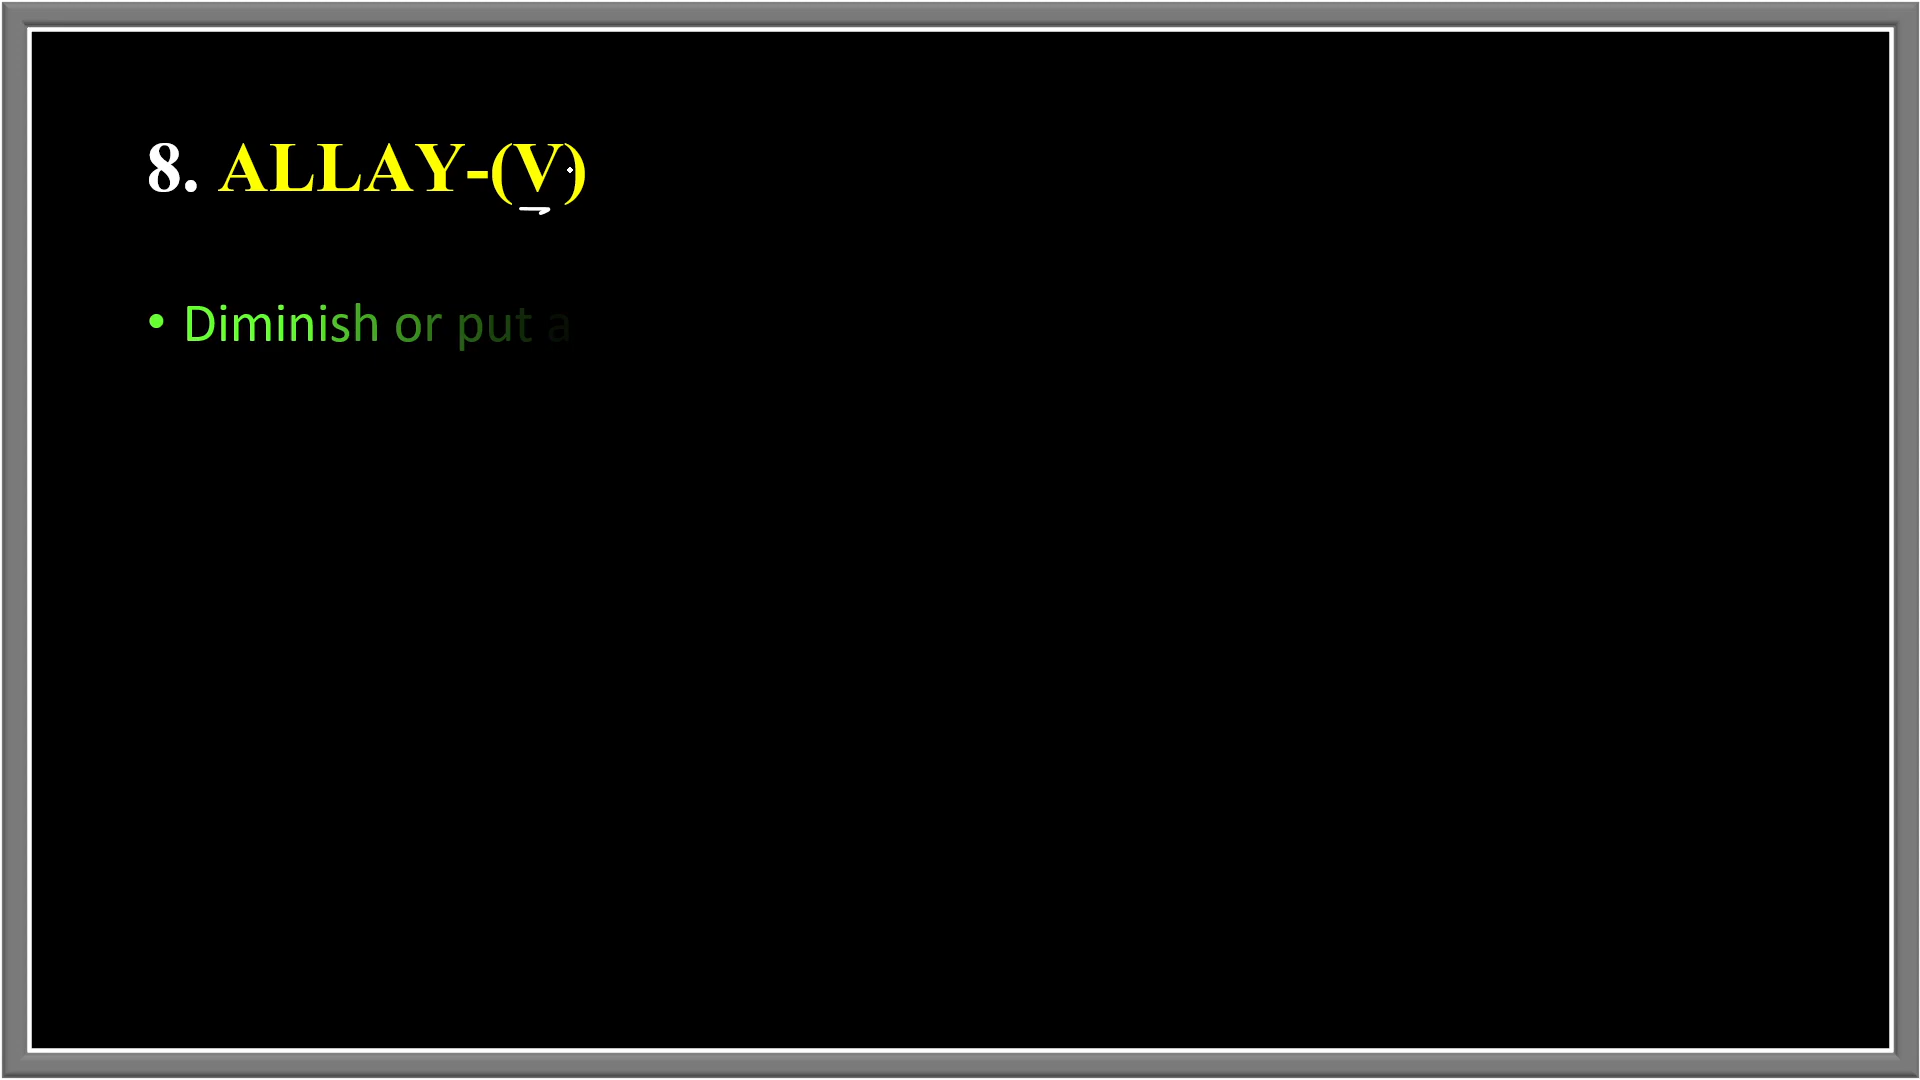 8. ALLAY-(V)
• Diminish or put a